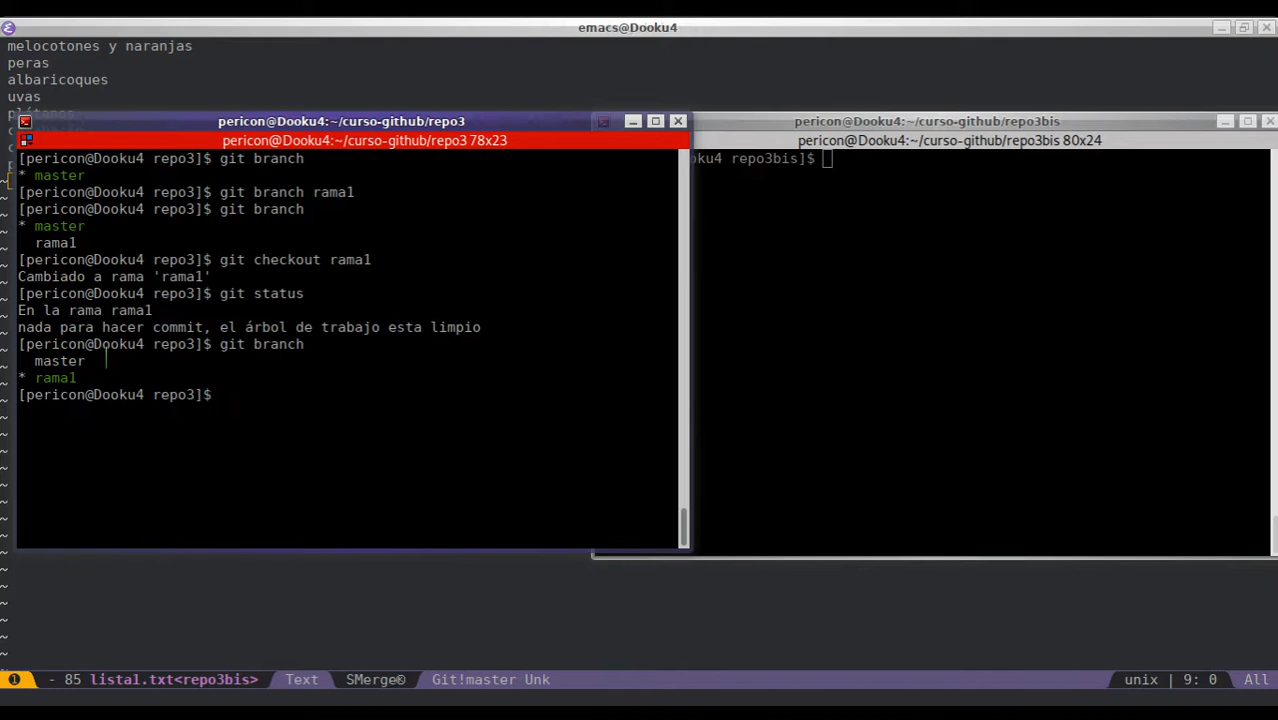 emacs@Dooku4
melocotones y naranjas
peras
albaricoques
uvas
plátanos
pericon@Dooku4:~/curso-github/repo3
pericon@Dooku4:~/curso-github/repo3 78x23
[pericon@Dooku4 repo3]$ git branch
* master
[pericon@Dooku4 repo3]$ git branch rama1
[pericon@Dooku4 repo3]$ git branch
* master
rama1
[pericon@Dooku4 repo3]$ git checkout rama1
Cambiado a rama 'rama1'
[pericon@Dooku4 repo3]$ git status
En la rama rama1
nada para hacer commit, el árbol de trabajo esta limpio
[pericon@Dooku4 repo3]$ git branch
master
* rama1
[pericon@Dooku4 repo3]$
pericon@Dooku4:~/curso-github/repo3bis
pericon@Dooku4:~/curso-github/repo3bis 80x24
oku4 repo3bis]$
1 - 85 lista1.txt<repo3bis> Text SMerge® Git!master Unk unix | 9: 0 All